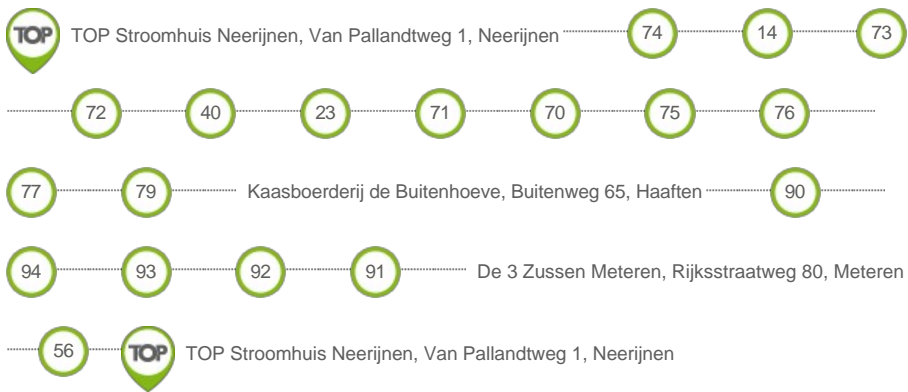 TOP TOP Stroomhuis Neerijnen, Van Pallandtweg 1, Neerijnen 74 14 73
72 40 23 71 70 75 76
77 79 Kaasboerderij de Buitenhoeve, Buitenweg 65, Haaften 90
94 93 92 91 De 3 Zussen Meteren, Rijksstraatweg 80, Meteren
56 TOP TOP Stroomhuis Neerijnen, Van Pallandtweg 1, Neerijnen